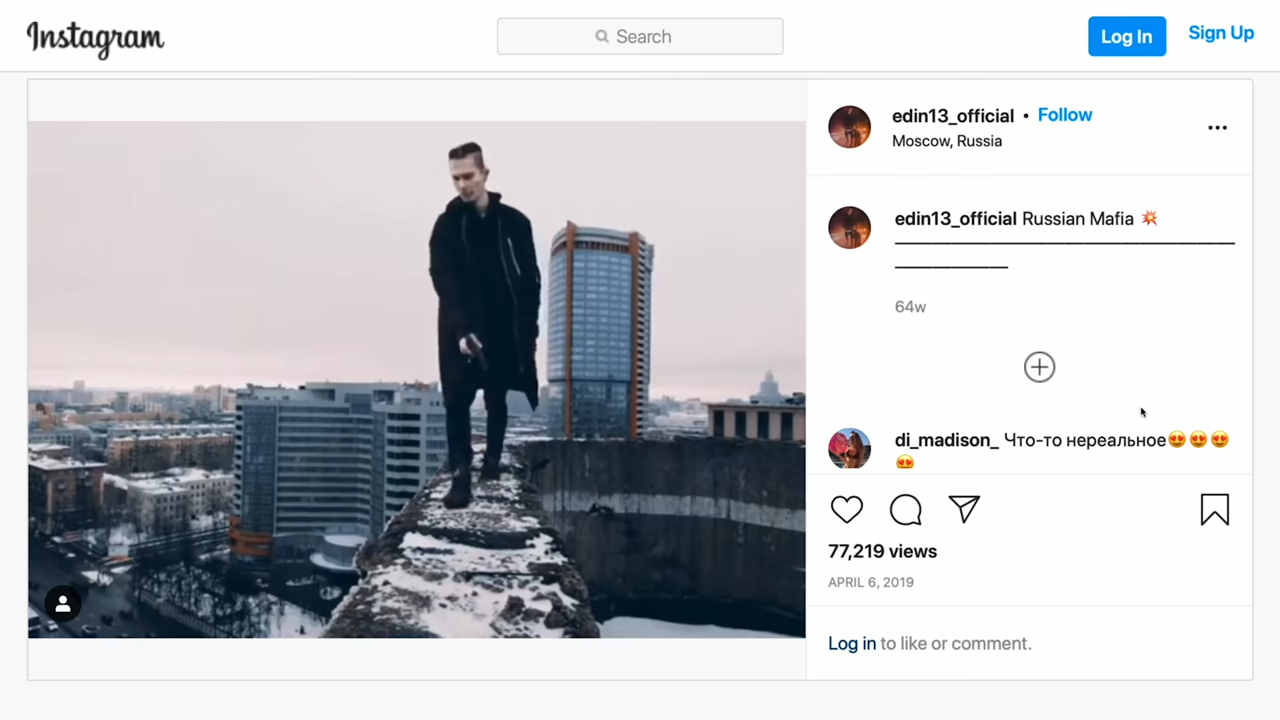 Instagram
Search
Log In
Sign Up
edin13_official • Follow
Moscow, Russia
edin13_official Russian Mafia 💥
64w
di_madison_ Что-то нереальное😍😍😍
😍
77,219 views
APRIL 6, 2019
Log in to like or comment.